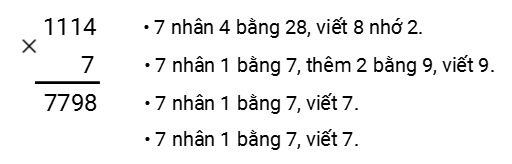 1114 • 7 nhân 4 bằng 28, viết 8 nhớ 2.
×
7 • 7 nhân 1 bằng 7, thêm 2 bằng 9, viết 9.
7798 • 7 nhân 1 bằng 7, viết 7.
• 7 nhân 1 bằng 7, viết 7.